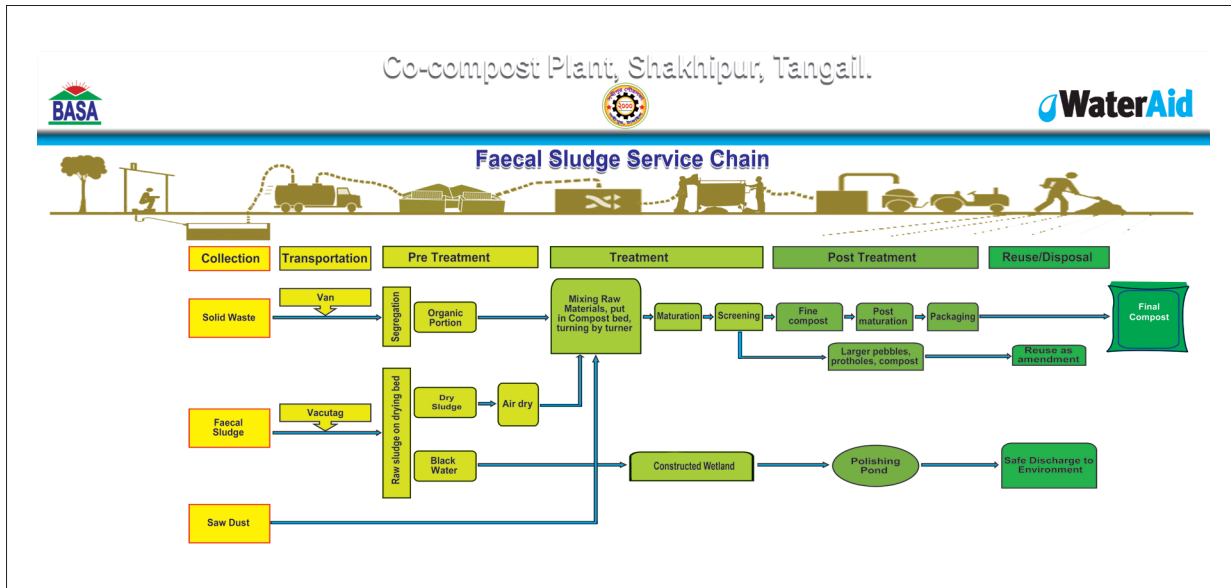 Co-compost Plant, Shakhipur, Tangail.
BASA
২০০০
WaterAid
Faecal Sludge Service Chain
Collection
Transportation
Pre Treatment
Treatment
Post Treatment
Reuse/Disposal
Solid Waste
Van
Segregation
Organic
Portion
Mixing Raw
Materials, put
in Compost bed,
turning by turner
Maturation
Screening
Fine
compost
Post
maturation
Packaging
Final
Compost
Larger pebbles,
protholes, compost
Reuse as
amendment
Faecal
Sludge
Vacutag
Raw sludge on drying bed
Dry
Sludge
Air dry
Black
Water
Constructed Wetland
Polishing
Pond
Safe Discharge to
Environment
Saw Dust